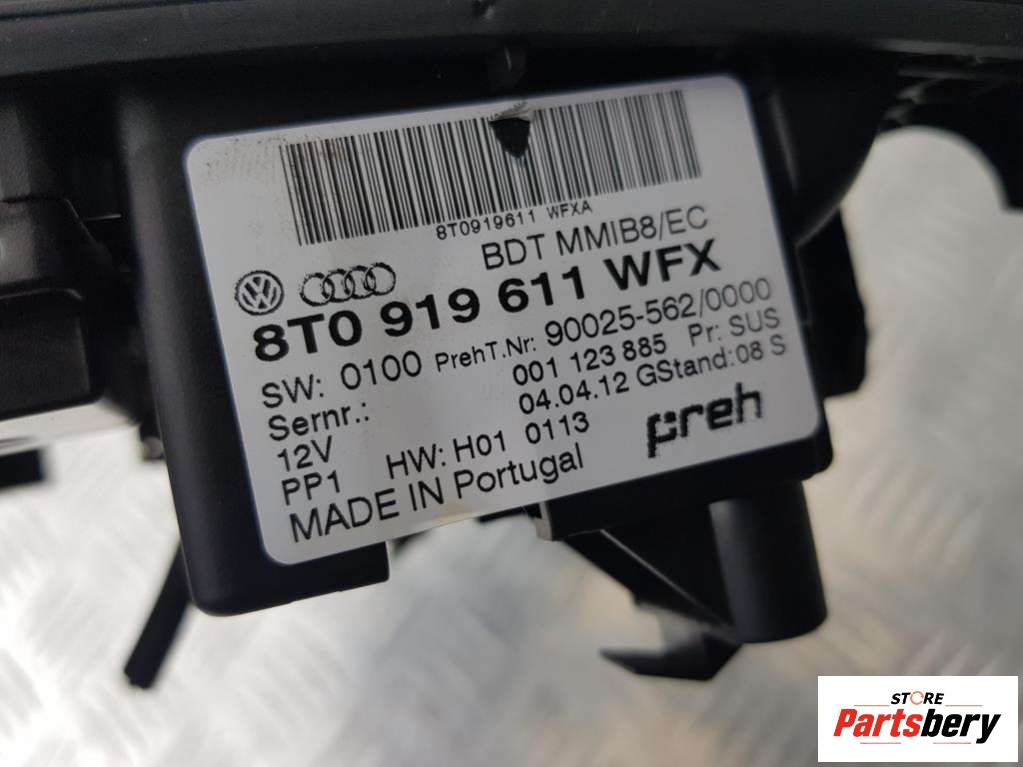 8T0919611 WFXA
BDT MMIB8/EC
8T0 919 611 WFX
SW: 0100 PrehT.Nr: 90025-562/0000
Sernr.: 001 123 885 Pr: SUS
12V 04.04.12 GStand: 08 S
PP1 HW: H01 0113
MADE IN Portugal
preh
STORE
Partsbery